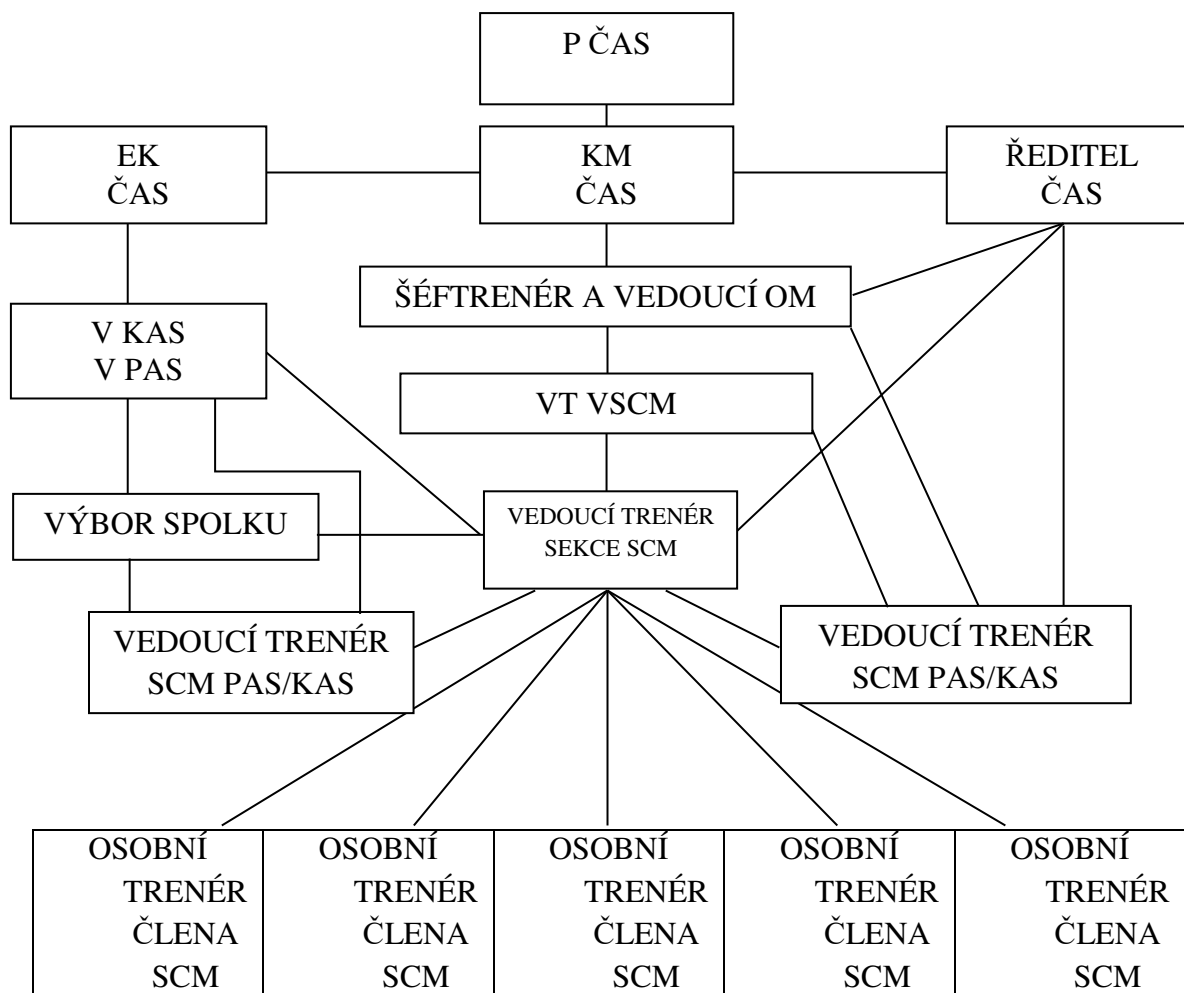 P ČAS
EK
ČAS
KM
ČAS
ŘEDITEL
ČAS
ŠÉFTRENÉR A VEDOUCÍ OM
V KAS
V PAS
VT VSCM
VÝBOR SPOLKU
VEDOUCÍ TRENÉR
SEKCE SCM
VEDOUCÍ TRENÉR
SCM PAS/KAS
VEDOUCÍ TRENÉR
SCM PAS/KAS
OSOBNÍ
TRENÉR
ČLENA
SCM
OSOBNÍ
TRENÉR
ČLENA
SCM
OSOBNÍ
TRENÉR
ČLENA
SCM
OSOBNÍ
TRENÉR
ČLENA
SCM
OSOBNÍ
TRENÉR
ČLENA
SCM